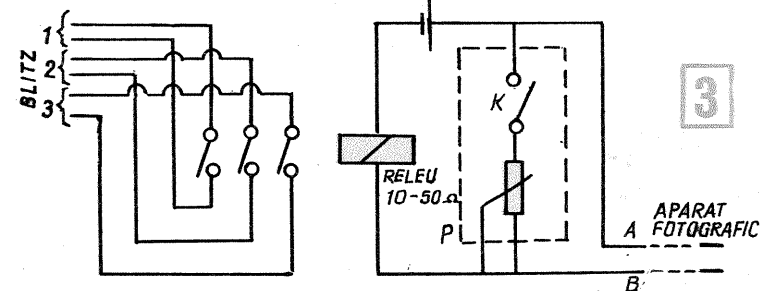 BLITZ
1
2
3
K
RELEU
10-50Ω
P
3
A
APARAT
FOTOGRAFIC
B